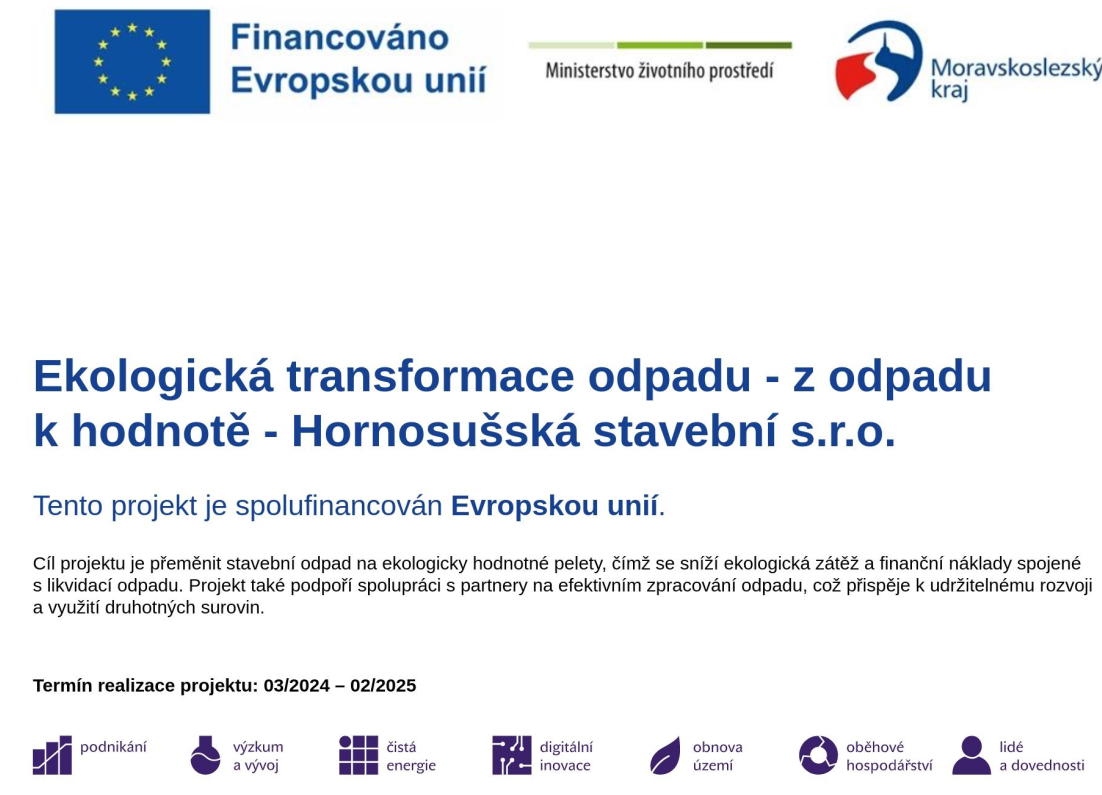 Financováno
Evropskou unií
Ministerstvo životního prostředí
Moravskoslezský
kraj
Ekologická transformace odpadu - z odpadu
k hodnotě - Hornosušská stavební s.r.o.
Tento projekt je spolufinancován Evropskou unií.
Cíl projektu je přeměnit stavební odpad na ekologicky hodnotné pelety, čímž se sníží ekologická zátěž a finanční náklady spojené
s likvidací odpadu. Projekt také podpoří spolupráci s partnery na efektivním zpracování odpadu, což přispěje k udržitelnému rozvoji
a využití druhotných surovin.
Termín realizace projektu: 03/2024 – 02/2025
podnikání
výzkum
a vývoj
čistá
energie
digitální
inovace
obnova
území
oběhové
hospodářství
lidé
a dovednosti